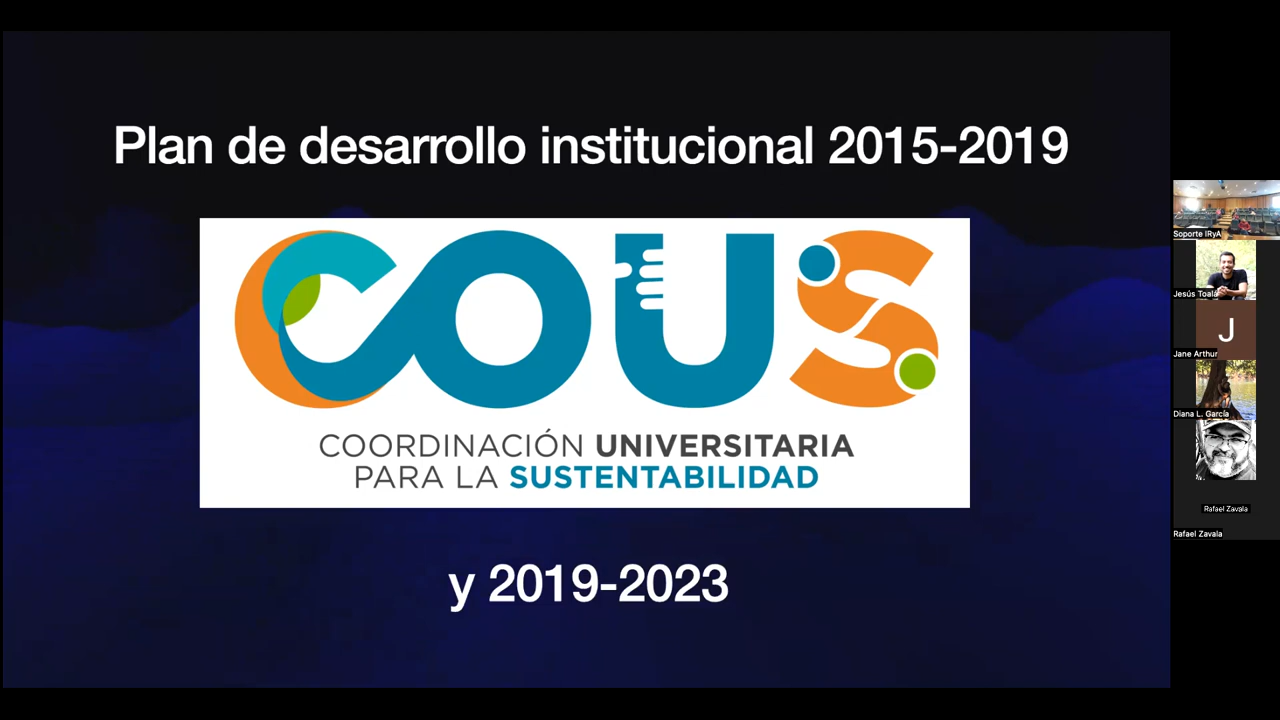 Plan de desarrollo institucional 2015-2019
COUS
COORDINACIÓN UNIVERSITARIA
PARA LA SUSTENTABILIDAD
y 2019-2023
Soporte IRyA
Jesús Toalá
J
Jane Arthur
Diana L. García
Rafael Zavala
Rafael Zavala